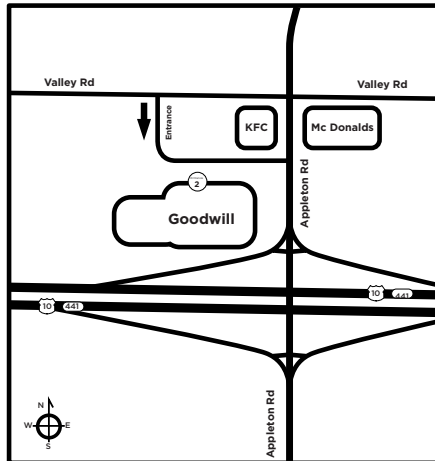 Valley Rd
Valley Rd
Entrance
KFC
Mc Donalds
Appleton Rd
2
Goodwill
10
441
10
441
Appleton Rd
N
W
E
S